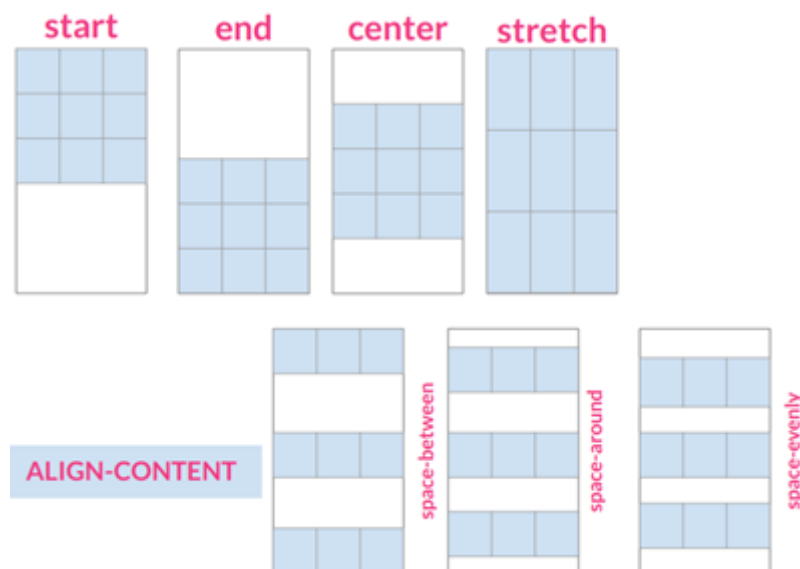 start
end
center
stretch
ALIGN-CONTENT
space-between
space-around
space-evenly